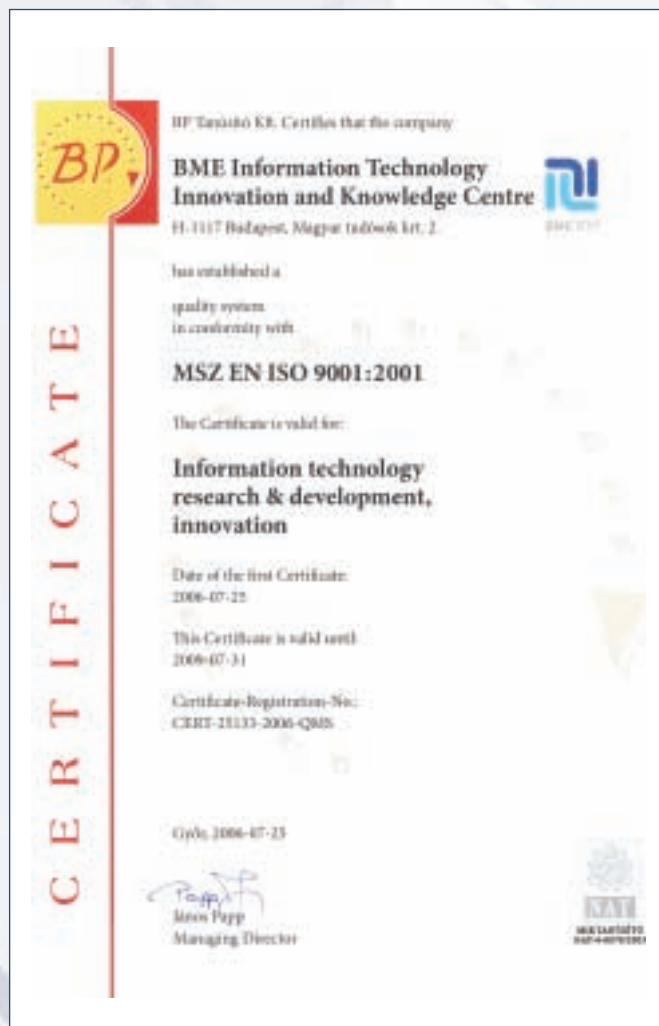 BP
CERTIFICATE
BP Tanúsító Kft. Certifies that the company
BME Information Technology
Innovation and Knowledge Centre
H-1117 Budapest, Magyar tudósok krt. 2.
has established a
quality system
in conformity with
MSZ EN ISO 9001:2001
The Certificate is valid for:
Information technology
research & development,
innovation
Date of the first Certificate:
2006-07-25
This Certificate is valid until
2009-07-31
Certificate-Registration-No.:
CERT-25133-2006-QMS
Győr, 2006-07-25
János Papp
Managing Director
NAT